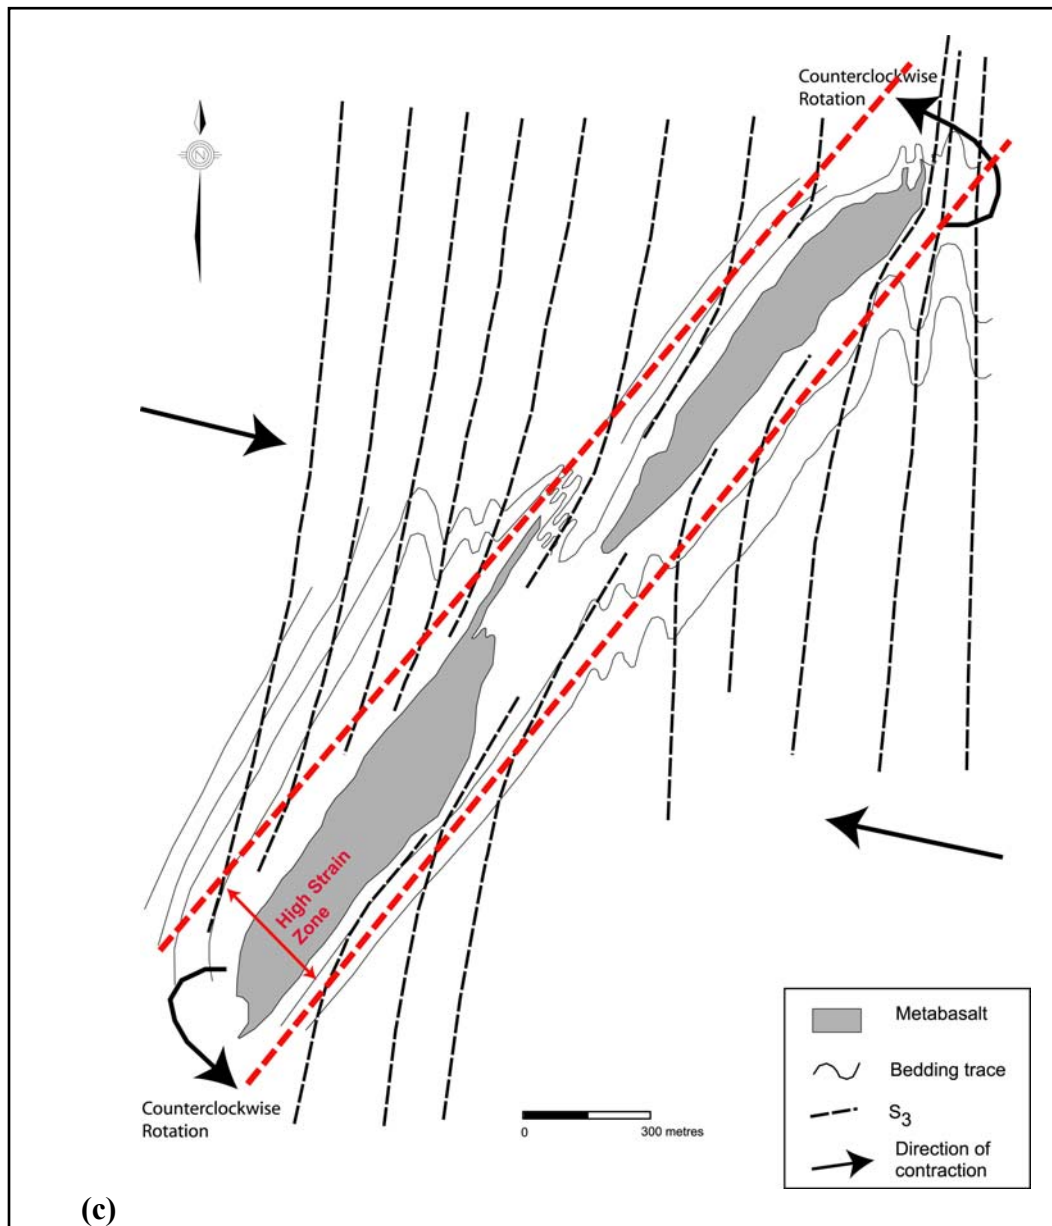 Counterclockwise
Rotation
N
High Strain
Zone
Counterclockwise
Rotation
0 300 metres
Metabasalt
Bedding trace
S3
Direction of
contraction
(c)